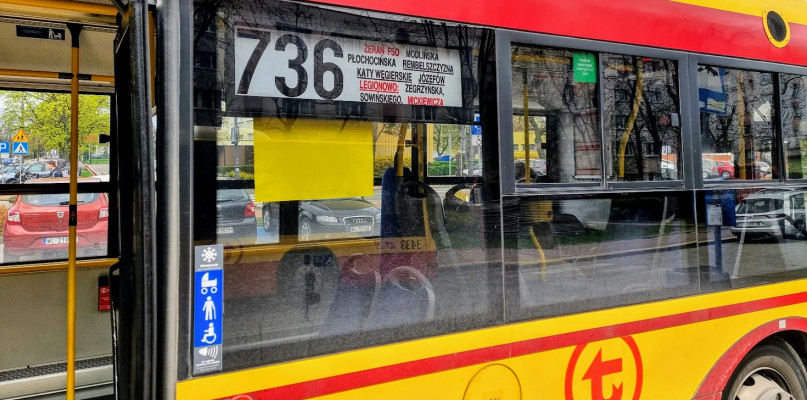 736
ŻERAŃ FSO MODLIŃSKA
PŁOCHOCIŃSKA REMBELSZCZYZNA
KĄTY WĘGIERSKIE JÓZEFÓW
LEGIONOWO: ZEGRZYŃSKA,
SOWIŃSKIEGO MICKIEWICZA
t
P